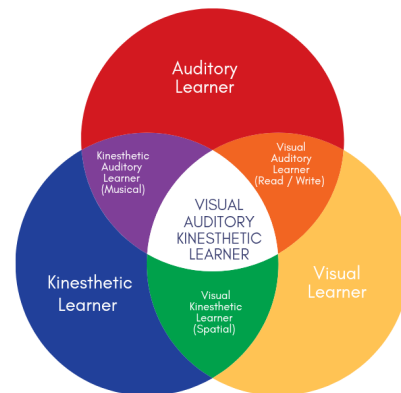 Auditory
Learner
Kinesthetic
Auditory
Learner
(Musical)
Visual
Auditory
Learner
(Read / Write)
VISUAL
AUDITORY
KINESTHETIC
LEARNER
Kinesthetic
Learner
Visual
Learner
Visual
Kinesthetic
Learner
(Spatial)